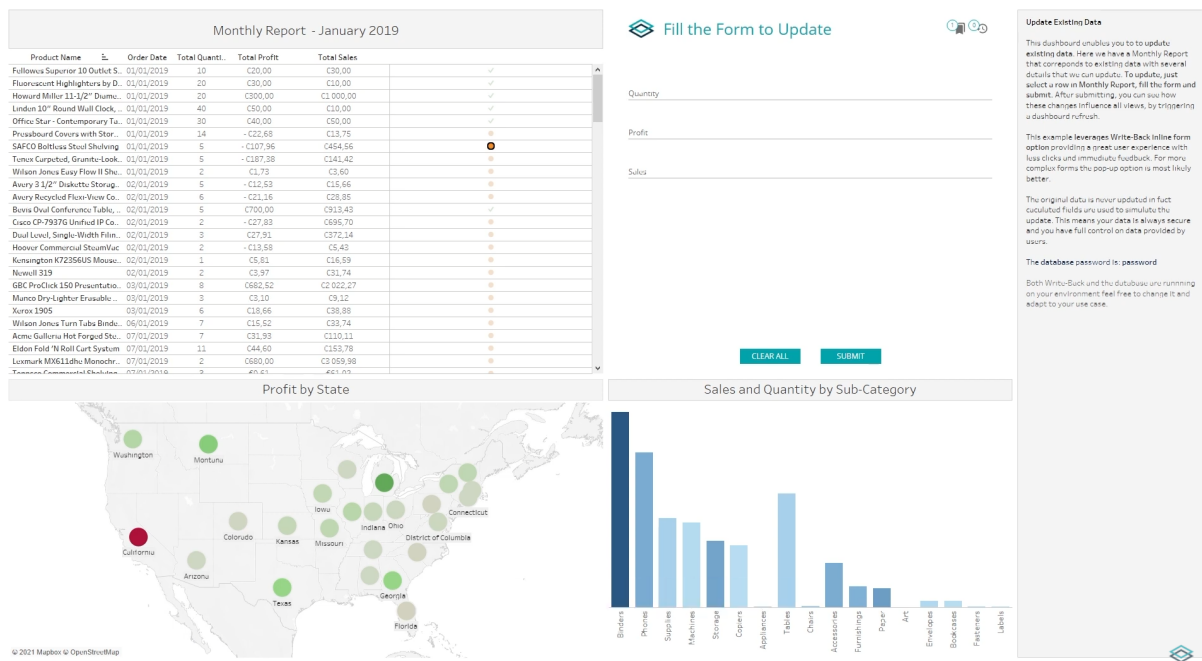 Monthly Report - January 2019
Product Name Order Date Total Quanti.. Total Profit Total Sales
Fellowes Superior 10 Outlet S.. 01/01/2019 10 €20,00 €30,00
Fluorescent Highlighters by D... 01/01/2019 20 €30,00 €10,00
Howard Miller 11-1/2" Diame... 01/01/2019 20 €300,00 €1 000,00
Linden 10" Round Wall Clock, .. 01/01/2019 40 €50,00 €10,00
Office Star - Contemporary Ta.. 01/01/2019 30 €40,00 €50,00
Pressboard Covers with Stor.. 01/01/2019 14 - €22,68 €13,75
SAFCO Boltless Steel Shelving 01/01/2019 5 - €107,96 €454,56
Tenex Carpeted, Granite-Look.. 01/01/2019 5 - €187,38 €141,42
Wilson Jones Easy Flow II She.. 01/01/2019 2 €1,73 €3,60
Avery 3 1/2" Diskette Storag.. 02/01/2019 5 - €12,53 €15,66
Avery Recycled Flexi-View Co.. 02/01/2019 6 - €21,16 €28,85
Bevis Oval Conference Table, .. 02/01/2019 5 €700,00 €913,43
Cisco CP-7937G Unified IP Co.. 02/01/2019 2 - €27,83 €695,70
Dual Level, Single-Width Filin.. 02/01/2019 3 €27,91 €372,14
Hoover Commercial SteamVac 02/01/2019 2 - €13,58 €5,43
Kensington K72356US Mouse.. 02/01/2019 1 €5,81 €16,59
Newell 319 02/01/2019 2 €3,97 €31,74
GBC ProClick 150 Presentatio.. 03/01/2019 8 €682,52 €2 022,27
Manco Dry-Lighter Erasable .. 03/01/2019 3 €3,10 €9,12
Xerox 1905 03/01/2019 6 €18,66 €38,88
Wilson Jones Turn Tabs Binde.. 06/01/2019 7 €15,52 €33,74
Acme Galleria Hot Forged Ste.. 07/01/2019 7 €31,93 €110,11
Eldon Fold 'N Roll Cart System 07/01/2019 11 €44,60 €153,78
Lexmark MX611dhe Monochr.. 07/01/2019 2 €680,00 €3 059,98
Fill the Form to Update
1 0
Quantity
Profit
Sales
CLEAR ALL SUBMIT
Update Existing Data
This dashboard enables you to to update
existing data. Here we have a Monthly Report
that correponds to existing data with several
details that we can update. To update, just
select a row in Monthly Report, fill the form and
submit. After submitting, you can see how
these changes influence all views, by triggering
a dashboard refresh.
This example leverages Write-Back inline form
option providing a great user experience with
less clicks and immediate feedback. For more
complex forms the pop-up option is most likely
better.
The original data is never updated in fact
caculated fields are used to simulate the
update. This means your data is always secure
and you have full control on data provided by
users.
The database password is: password
Both Write-Back and the database are runnning
on your environment feel free to change it and
adapt to your use case.
Profit by State
Washington
Montana
Iowa
Indiana
Ohio
Connecticut
California
Colorado
Kansas
Missouri
District of Columbia
Arizona
Texas
Georgia
Florida
© 2021 Mapbox © OpenStreetMap
Sales and Quantity by Sub-Category
Binders
Phones
Supplies
Machines
Storage
Copiers
Appliances
Tables
Chairs
Accessories
Furnishings
Paper
Art
Envelopes
Bookcases
Fasteners
Labels